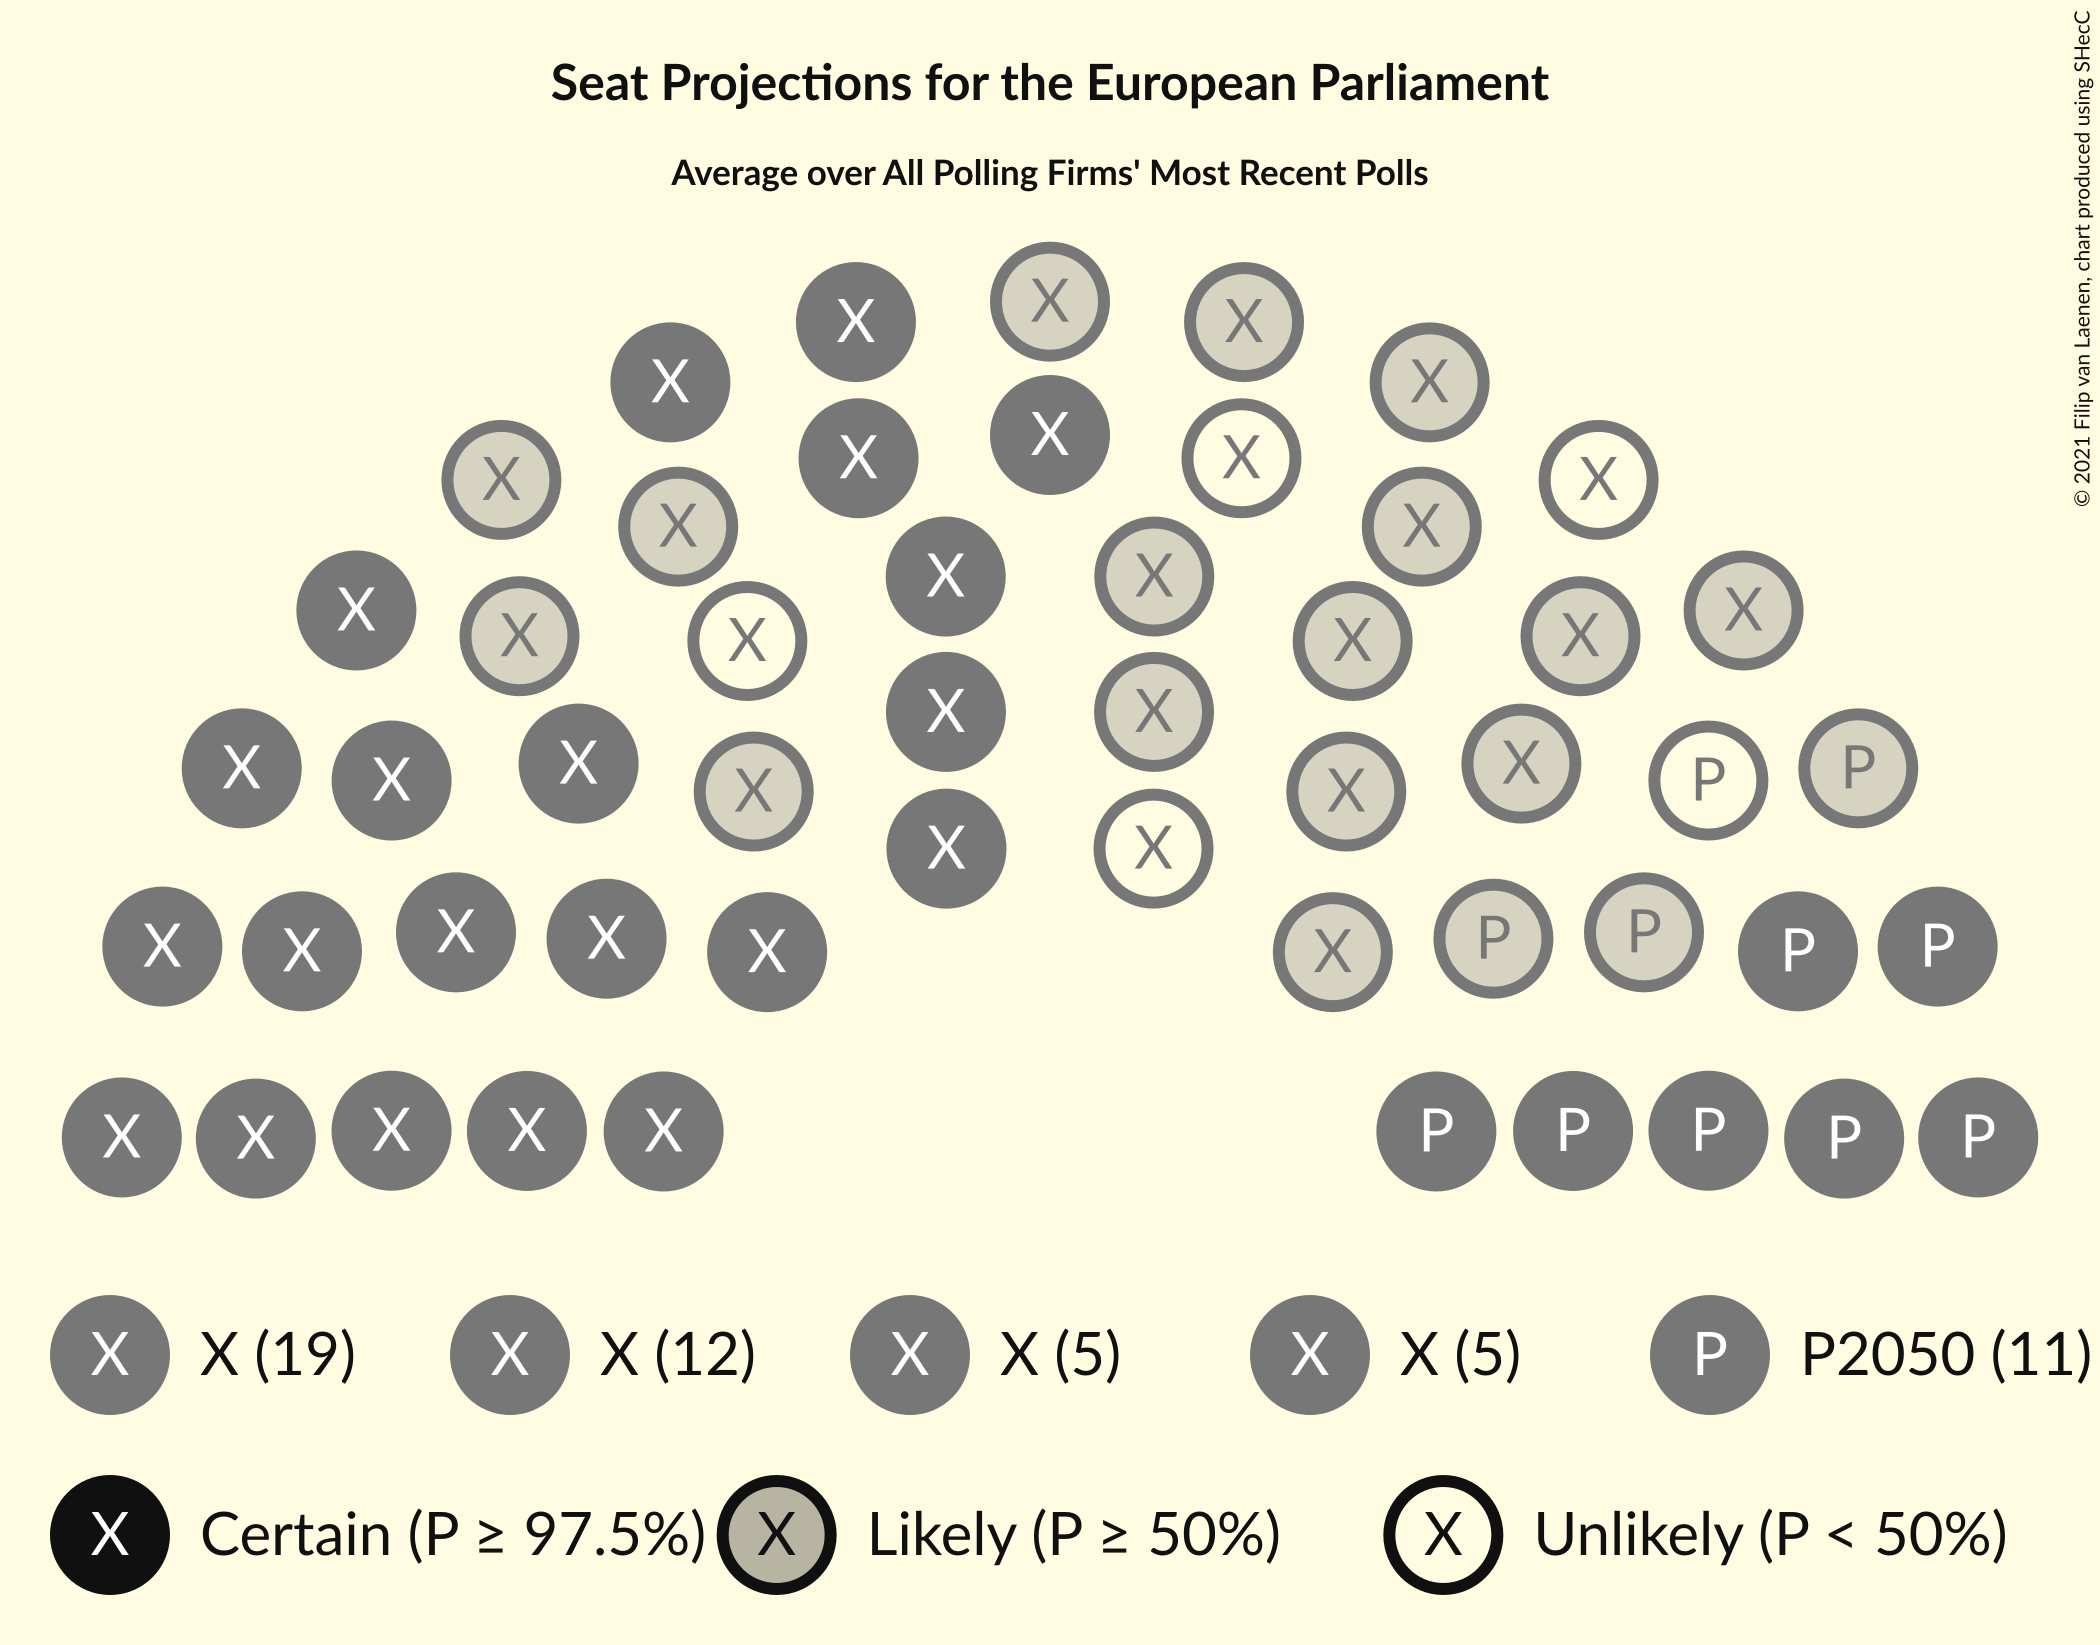 Seat Projections for the European Parliament
Average over All Polling Firms' Most Recent Polls
© 2021 Filip van Laenen, chart produced using SHecC
X
X X
X X
X
X X X
X X
X X
X X
X X
X X
X X
X X
X X
X X P P
X X
X X
X X P P
X X X P P
X X X P P
X X X X X P P P P P
X X (19) X X (12) X X (5) X X (5) P P2050 (11)
X Certain (P ≥ 97.5%) X Likely (P ≥ 50%) X Unlikely (P < 50%)